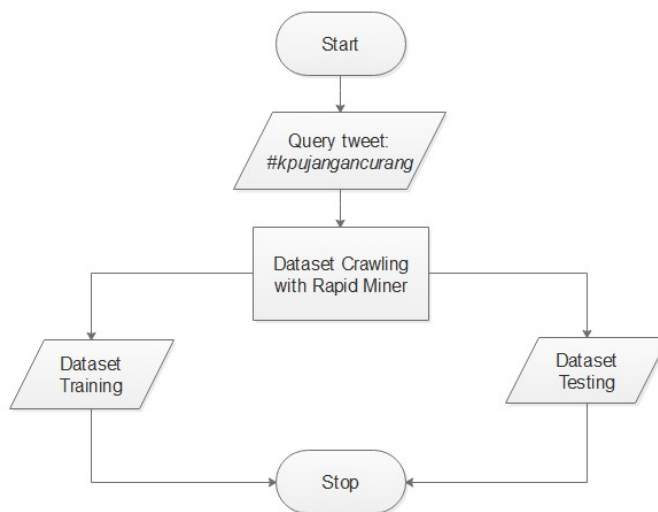 Start
Query tweet:
#kpujangancurang
Dataset Crawling
with Rapid Miner
Dataset
Training
Dataset
Testing
Stop